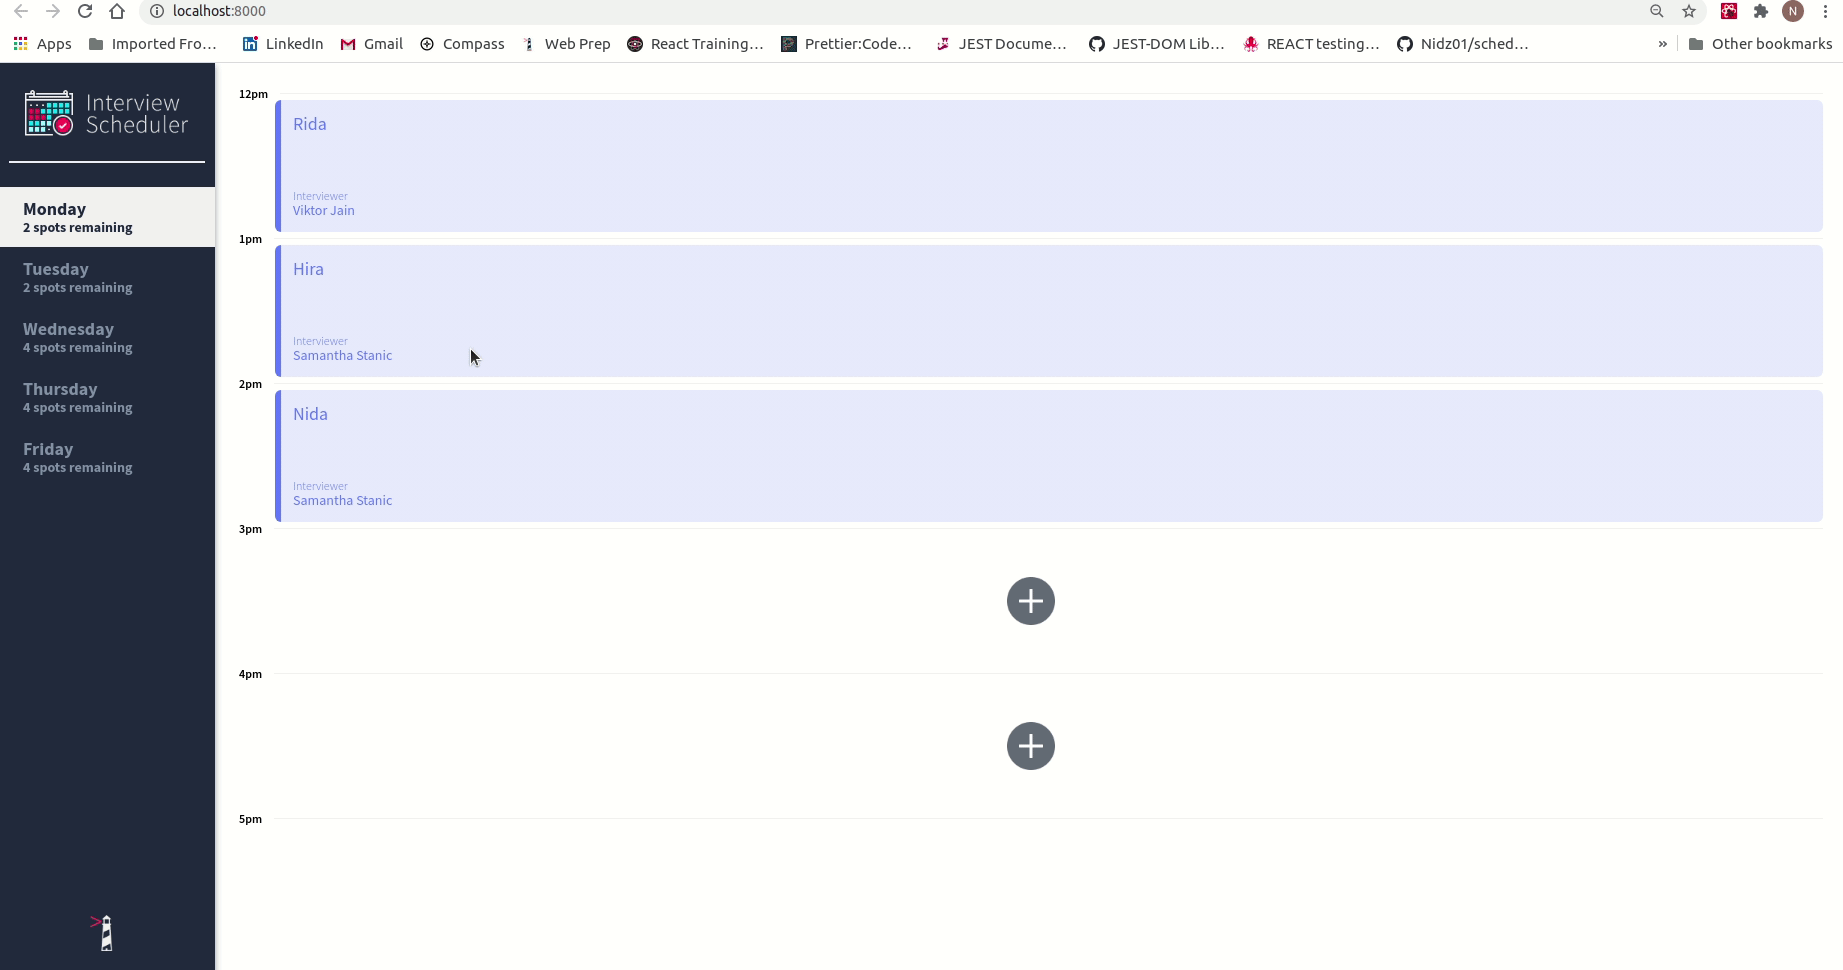 localhost:8000
N
Apps Imported Fro... LinkedIn Gmail Compass Web Prep React Training... Prettier:Code... JEST Docume... JEST-DOM Lib... REACT testing... Nidz01/sched... » Other bookmarks
Interview
Scheduler
Monday
2 spots remaining
Tuesday
2 spots remaining
Wednesday
4 spots remaining
Thursday
4 spots remaining
Friday
4 spots remaining
12pm
Rida
Interviewer
Viktor Jain
1pm
Hira
Interviewer
Samantha Stanic
2pm
Nida
Interviewer
Samantha Stanic
3pm
4pm
5pm